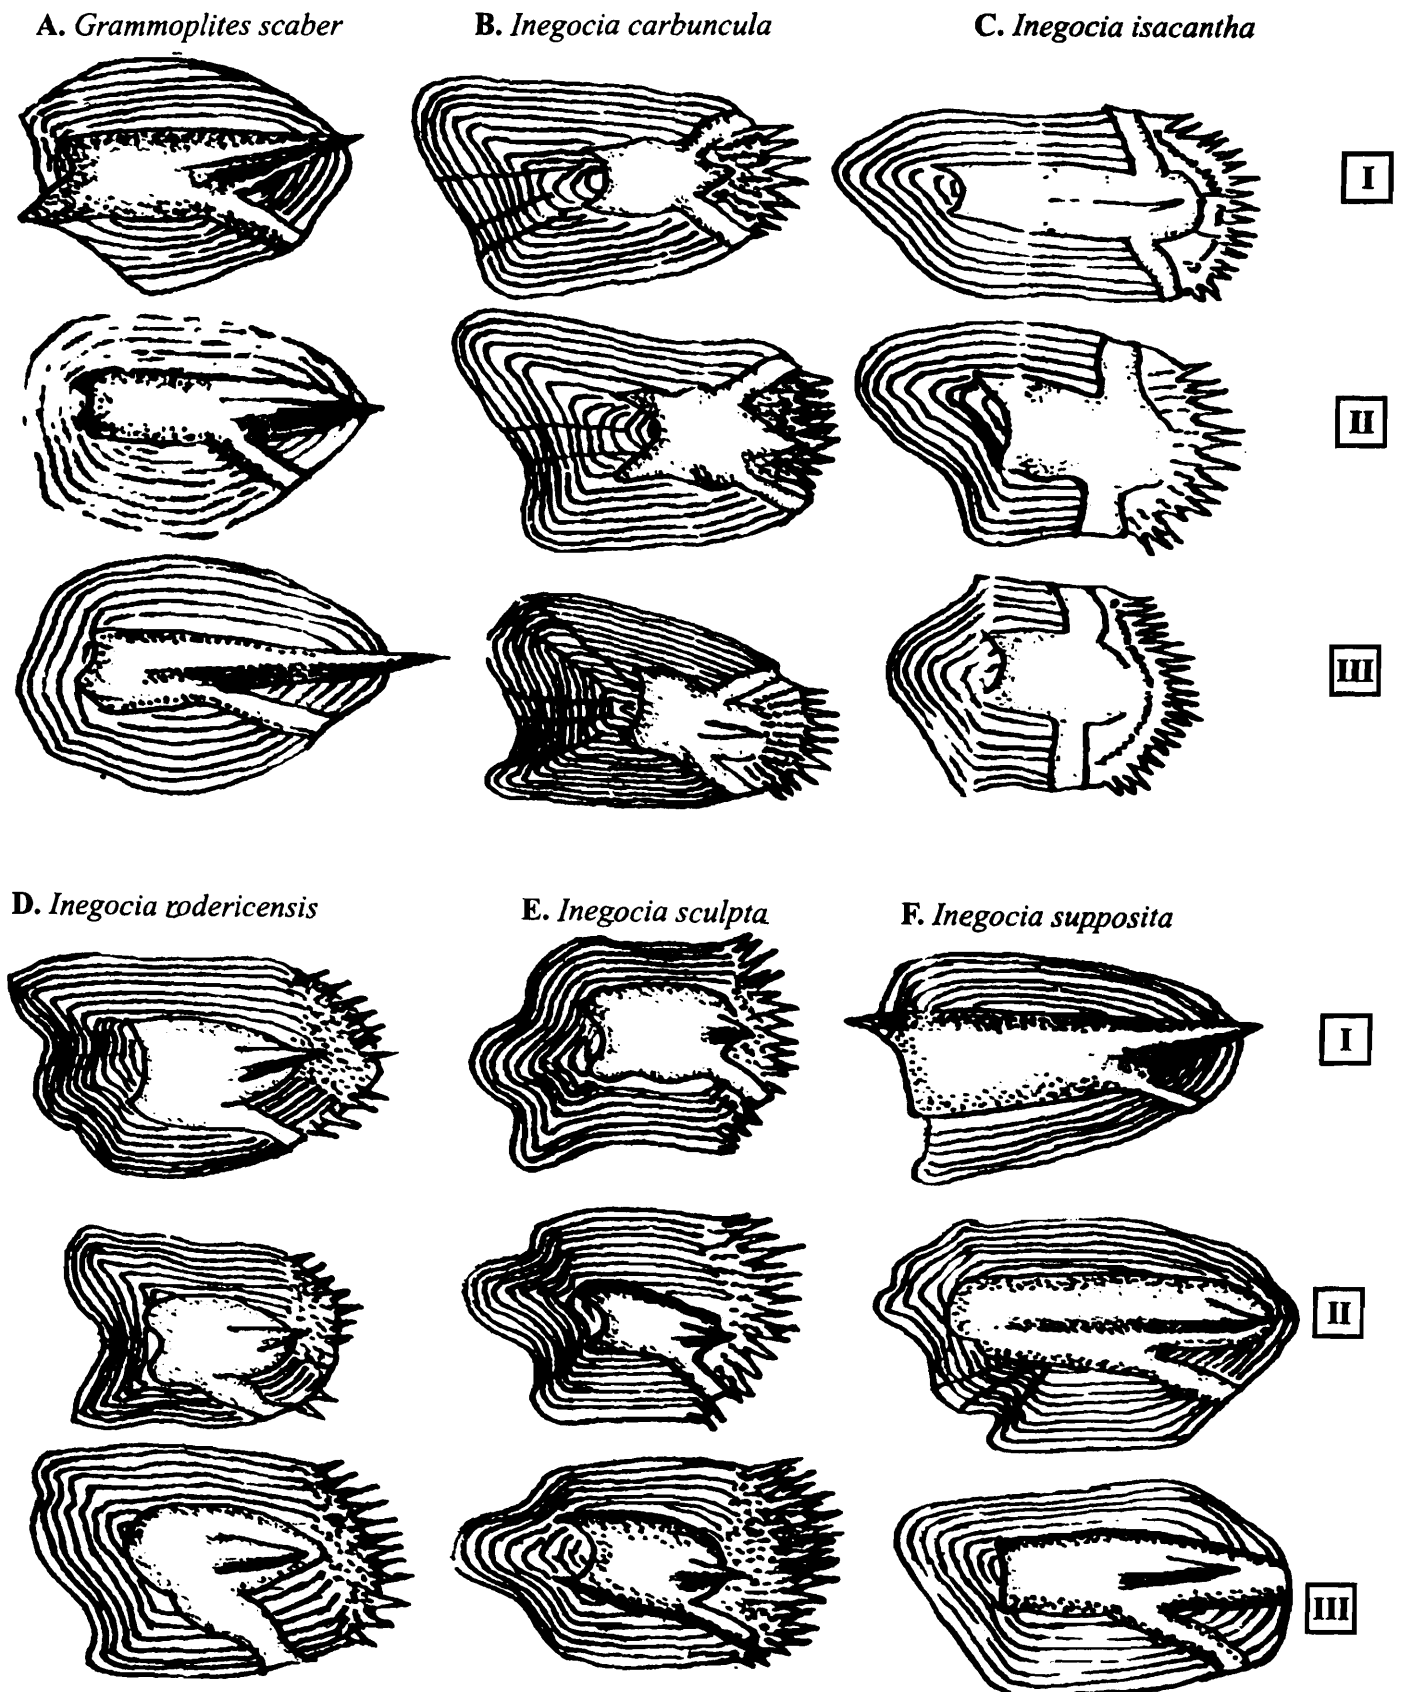 A. Grammoplites scaber
B. Inegocia carbuncula
C. Inegocia isacantha
I
II
III
D. Inegocia rodericensis
E. Inegocia sculpta
F. Inegocia supposita
I
II
III